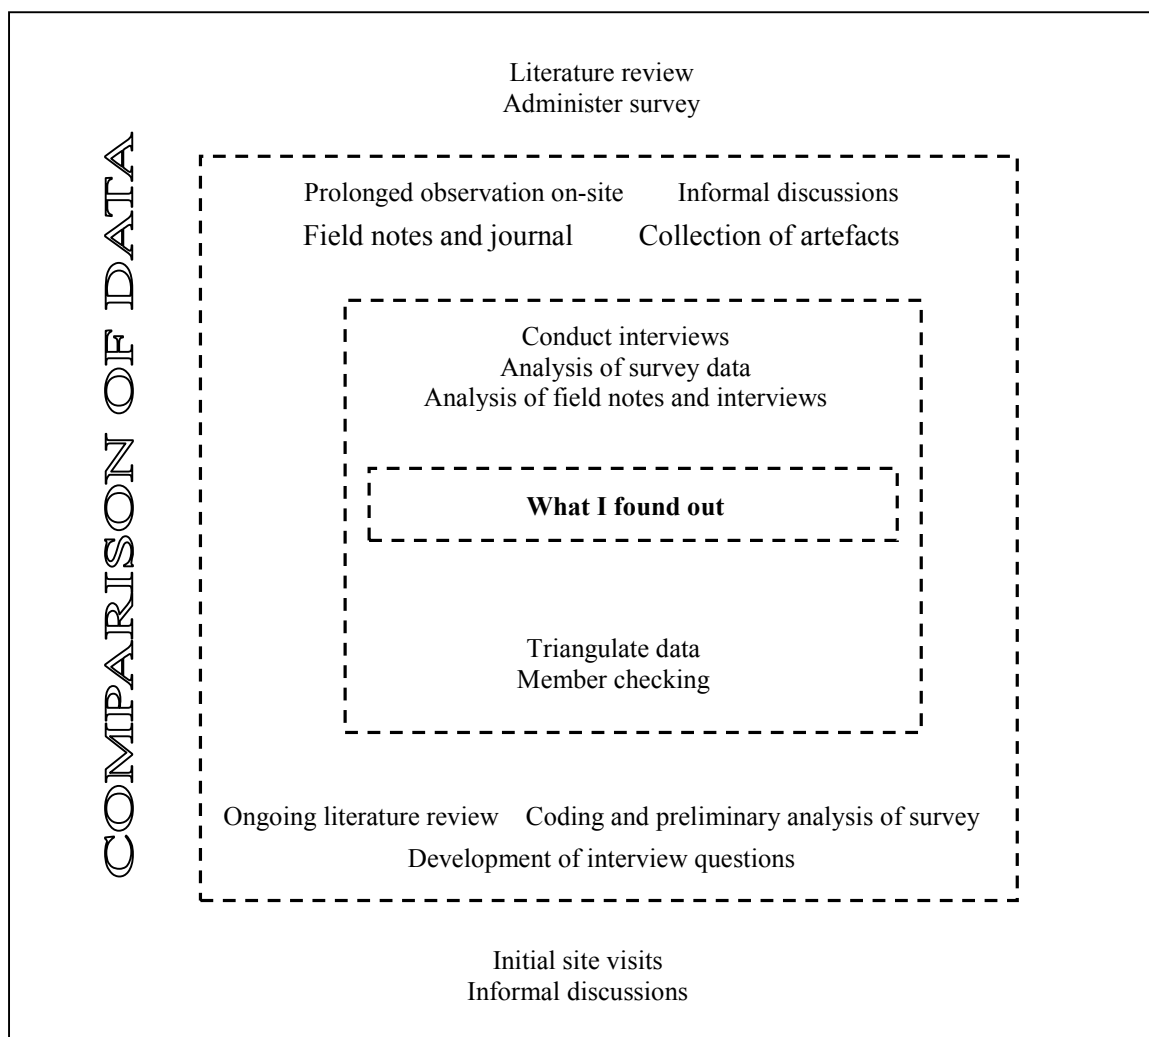 Literature review
Administer survey
COMPARISON OF DATA
Prolonged observation on-site Informal discussions
Field notes and journal Collection of artefacts
Conduct interviews
Analysis of survey data
Analysis of field notes and interviews
What I found out
Triangulate data
Member checking
Ongoing literature review Coding and preliminary analysis of survey
Development of interview questions
Initial site visits
Informal discussions